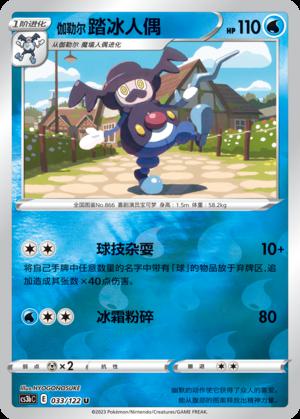 1阶进化
伽勒尔 踏冰人偶
HP 110
从伽勒尔 魔墙人偶进化
全国图鉴No.866 喜剧演员宝可梦 身高:1.5m 体重:58.2kg
球技杂耍 10+
将自己手牌中任意数量的名字中带有「球」的物品放于弃牌区,追加造成其张数×40点伤害。
冰霜粉碎 80
弱点 ×2 抗性 撤退
Illus. HYOGONOSUKE
CS3bC E 033/122 U
©2023 Pokémon/Nintendo/Creatures/GAME FREAK.